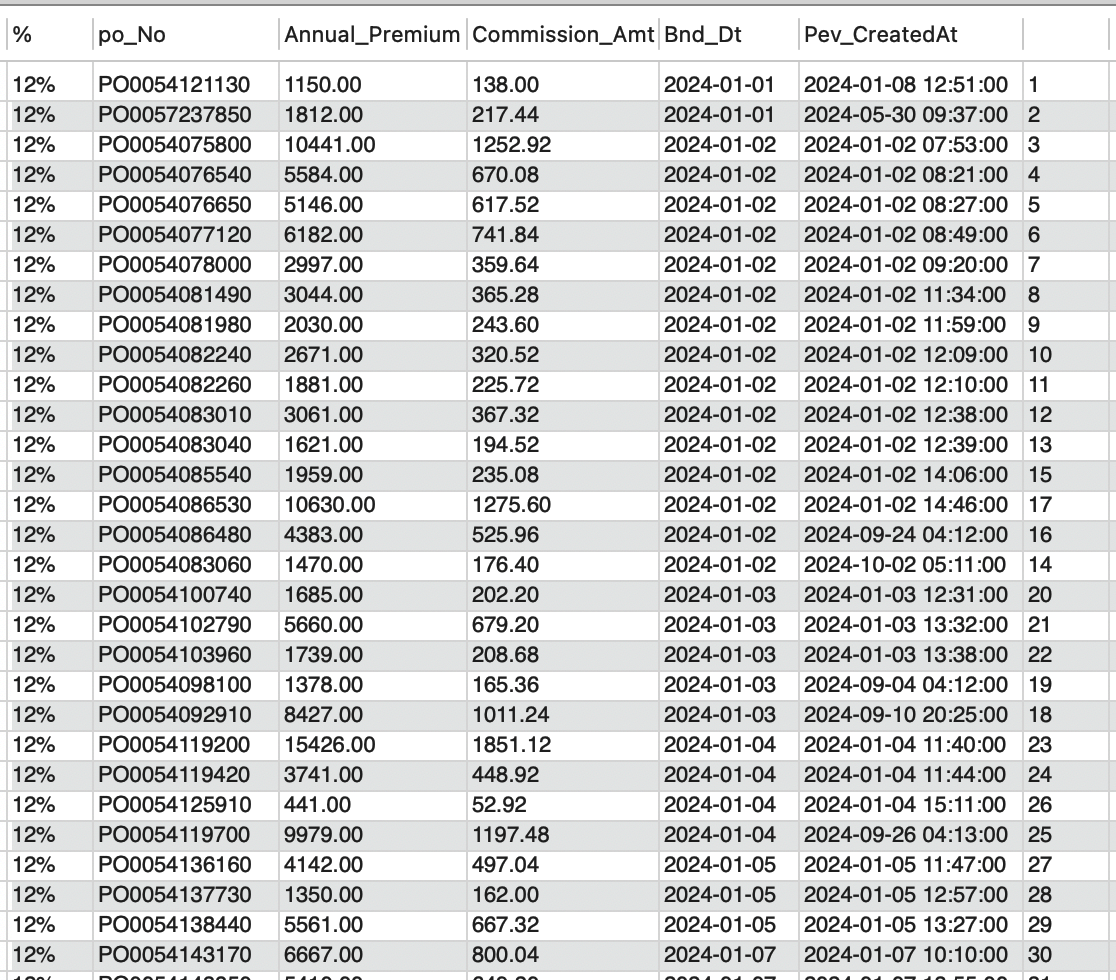 % po_No Annual_Premium Commission_Amt Bnd_Dt Pev_CreatedAt
12% PO0054121130 1150.00 138.00 2024-01-01 2024-01-08 12:51:00 1
12% PO0057237850 1812.00 217.44 2024-01-01 2024-05-30 09:37:00 2
12% PO0054075800 10441.00 1252.92 2024-01-02 2024-01-02 07:53:00 3
12% PO0054076540 5584.00 670.08 2024-01-02 2024-01-02 08:21:00 4
12% PO0054076650 5146.00 617.52 2024-01-02 2024-01-02 08:27:00 5
12% PO0054077120 6182.00 741.84 2024-01-02 2024-01-02 08:49:00 6
12% PO0054078000 2997.00 359.64 2024-01-02 2024-01-02 09:20:00 7
12% PO0054081490 3044.00 365.28 2024-01-02 2024-01-02 11:34:00 8
12% PO0054081980 2030.00 243.60 2024-01-02 2024-01-02 11:59:00 9
12% PO0054082240 2671.00 320.52 2024-01-02 2024-01-02 12:09:00 10
12% PO0054082260 1881.00 225.72 2024-01-02 2024-01-02 12:10:00 11
12% PO0054083010 3061.00 367.32 2024-01-02 2024-01-02 12:38:00 12
12% PO0054083040 1621.00 194.52 2024-01-02 2024-01-02 12:39:00 13
12% PO0054085540 1959.00 235.08 2024-01-02 2024-01-02 14:06:00 15
12% PO0054086530 10630.00 1275.60 2024-01-02 2024-01-02 14:46:00 17
12% PO0054086480 4383.00 525.96 2024-01-02 2024-09-24 04:12:00 16
12% PO0054083060 1470.00 176.40 2024-01-02 2024-10-02 05:11:00 14
12% PO0054100740 1685.00 202.20 2024-01-03 2024-01-03 12:31:00 20
12% PO0054102790 5660.00 679.20 2024-01-03 2024-01-03 13:32:00 21
12% PO0054103960 1739.00 208.68 2024-01-03 2024-01-03 13:38:00 22
12% PO0054098100 1378.00 165.36 2024-01-03 2024-09-04 04:12:00 19
12% PO0054092910 8427.00 1011.24 2024-01-03 2024-09-10 20:25:00 18
12% PO0054119200 15426.00 1851.12 2024-01-04 2024-01-04 11:40:00 23
12% PO0054119420 3741.00 448.92 2024-01-04 2024-01-04 11:44:00 24
12% PO0054125910 441.00 52.92 2024-01-04 2024-01-04 15:11:00 26
12% PO0054119700 9979.00 1197.48 2024-01-04 2024-09-26 04:13:00 25
12% PO0054136160 4142.00 497.04 2024-01-05 2024-01-05 11:47:00 27
12% PO0054137730 1350.00 162.00 2024-01-05 2024-01-05 12:57:00 28
12% PO0054138440 5561.00 667.32 2024-01-05 2024-01-05 13:27:00 29
12% PO0054143170 6667.00 800.04 2024-01-07 2024-01-07 10:10:00 30